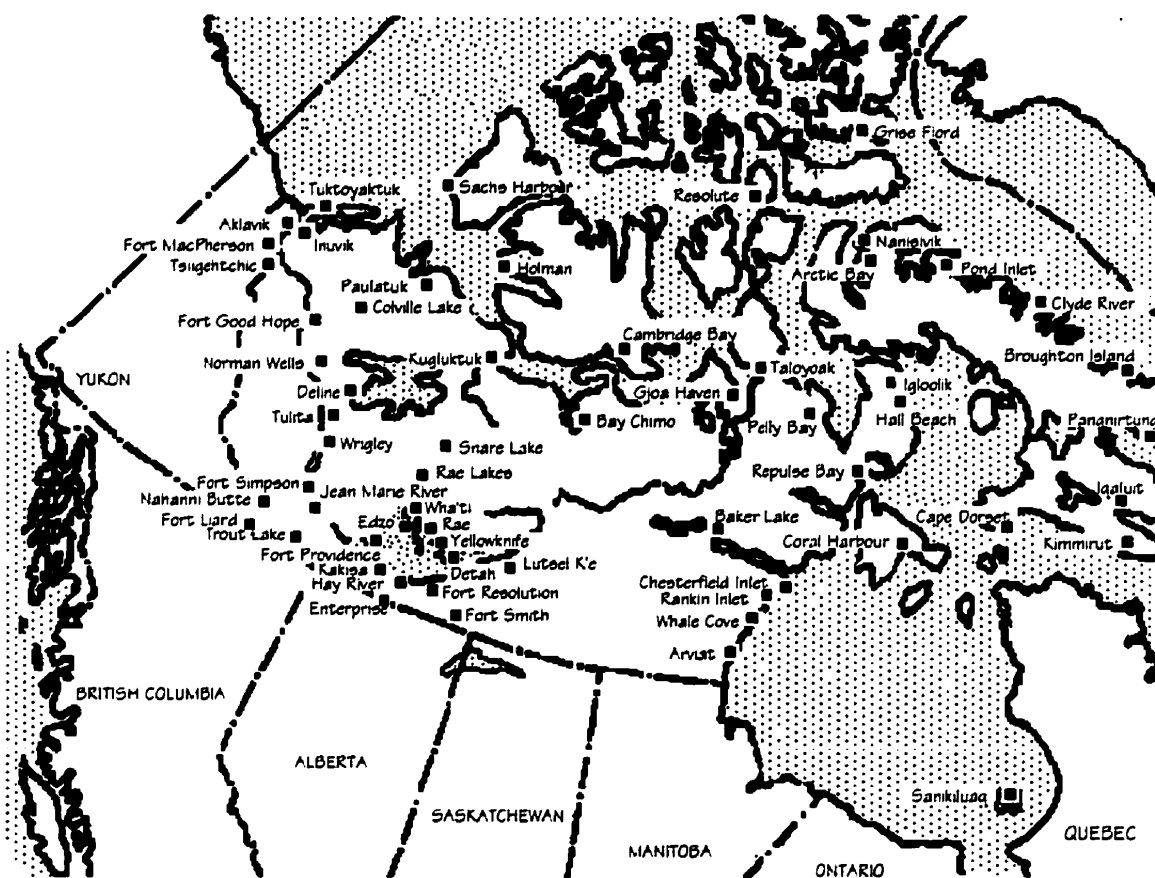 Grise Fiord
Tuktoyaktuk
Sachs Harbour
Resolute
Aklavik
Inuvik
Fort MacPherson
Tsiigehtchic
Nanisivik
Arctic Bay
Pond Inlet
Holman
Paulatuk
Colville Lake
Clyde River
Fort Good Hope
Cambridge Bay
Broughton Island
Norman Wells
Kugluktuk
Taloyoak
YUKON
Igloolik
Deline
Gjoa Haven
Hall Beach
Tulita
Bay Chimo
Pelly Bay
Pangnirtung
Wrigley
Snare Lake
Rae Lakes
Repulse Bay
Fort Simpson
Jean Marie River
Nahanni Butte
Iqaluit
Wha'ti
Fort Liard
Edzo
Rae
Baker Lake
Cape Dorset
Trout Lake
Yellowknife
Coral Harbour
Kimmirut
Fort Providence
Lutsel K'e
Kakisa
Detah
Hay River
Fort Resolution
Chesterfield Inlet
Rankin Inlet
Enterprise
Fort Smith
Whale Cove
Arviat
BRITISH COLUMBIA
ALBERTA
Sanikiluaq
SASKATCHEWAN
QUEBEC
MANITOBA
ONTARIO